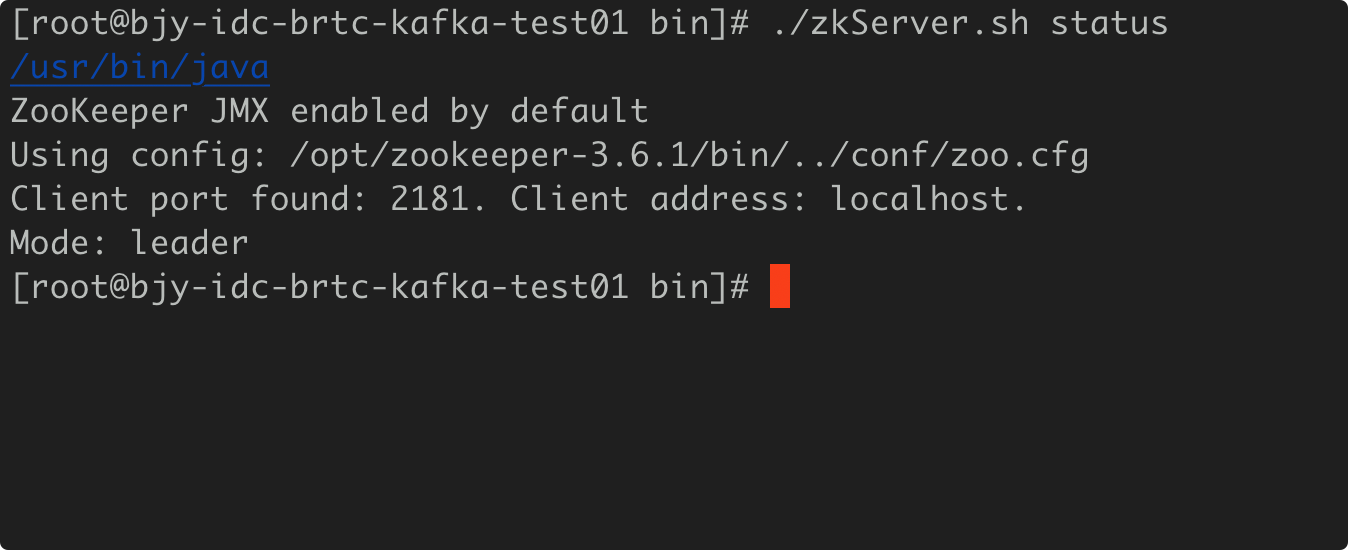 [root@bjy-idc-brtc-kafka-test01 bin]# ./zkServer.sh status
/usr/bin/java
ZooKeeper JMX enabled by default
Using config: /opt/zookeeper-3.6.1/bin/../conf/zoo.cfg
Client port found: 2181. Client address: localhost.
Mode: leader
[root@bjy-idc-brtc-kafka-test01 bin]#